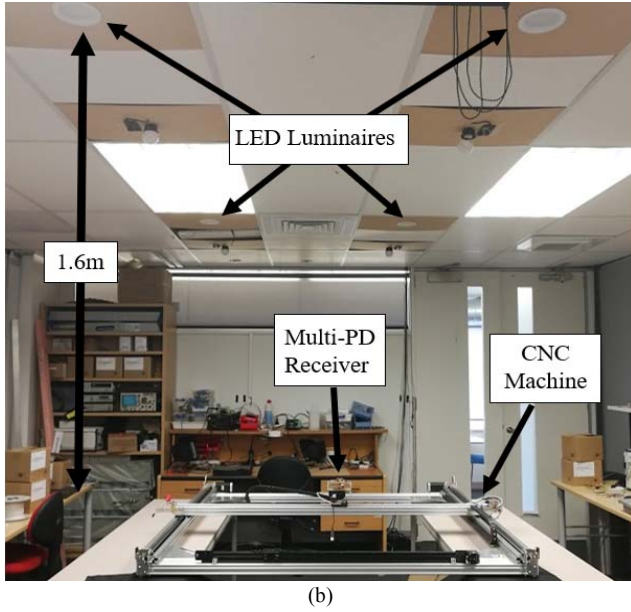 LED Luminaires
1.6m
Multi-PD
Receiver
CNC
Machine
(b)